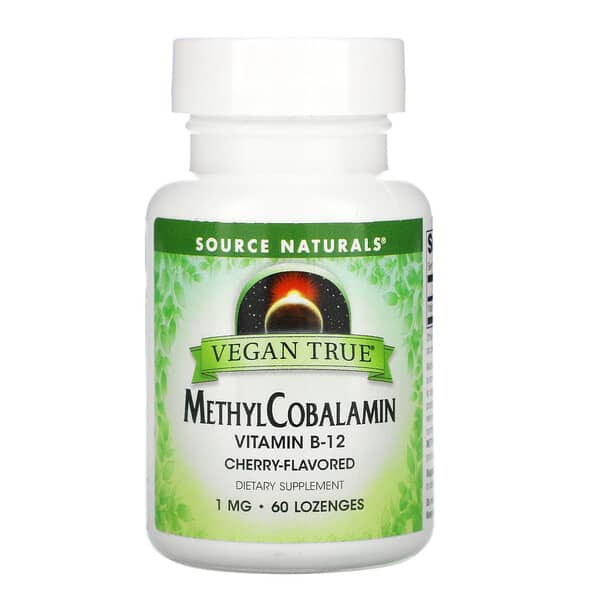 SOURCE NATURALS®
VEGAN TRUE®
METHYLCOBALAMIN
VITAMIN B-12
CHERRY-FLAVORED
DIETARY SUPPLEMENT
1 MG • 60 LOZENGES